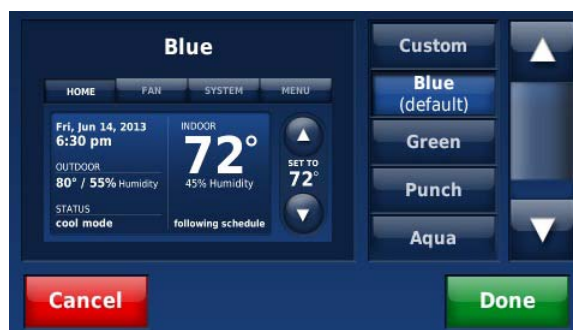 Blue
HOME FAN SYSTEM MENU
Fri, Jun 14, 2013
6:30 pm
OUTDOOR
80° / 55% Humidity
STATUS
cool mode
INDOOR
72°
45% Humidity
following schedule
SET TO
72°
Custom
Blue
(default)
Green
Punch
Aqua
Cancel
Done